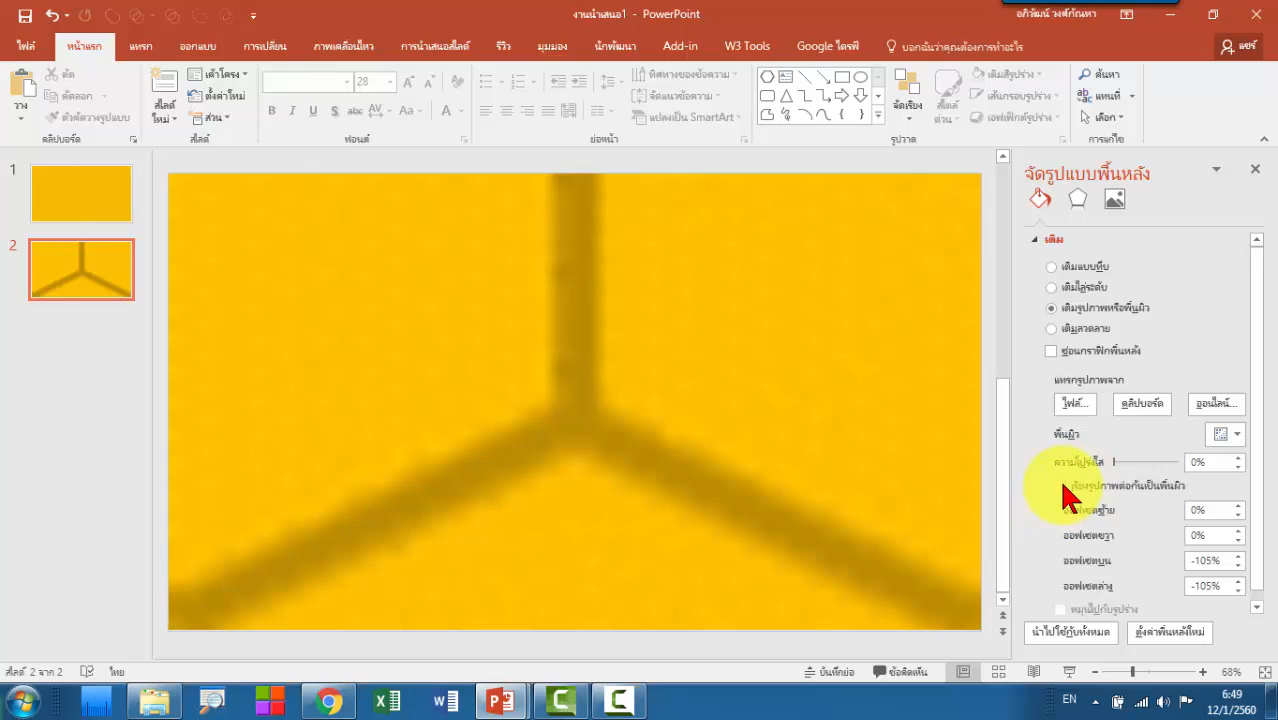 งานนำเสนอ1 - PowerPoint
อภิวัฒน์ วงศ์กัณหา
ไฟล์ หน้าแรก แทรก ออกแบบ การเปลี่ยน ภาพเคลื่อนไหว การนำเสนอสไลด์ รีวิว มุมมอง นักพัฒนา Add-in W3 Tools Google ไดรฟ์ บอกฉันว่าคุณต้องการทำอะไร แชร์
วาง
ตัด
คัดลอก
ตัวคัดวางรูปแบบ
คลิปบอร์ด
สไลด์ใหม่
เค้าโครง
ตั้งค่าใหม่
ส่วน
สไลด์
28
B I U S abc AV Aa A
ฟอนต์
ทิศทางของข้อความ
จัดแนวข้อความ
แปลงเป็น SmartArt
ย่อหน้า
จัดเรียง
สไตล์ด่วน
เติมสีรูปร่าง
เส้นกรอบรูปร่าง
เอฟเฟ็กต์รูปร่าง
รูปวาด
ค้นหา
แทนที่
เลือก
การแก้ไข
1
2
จัดรูปแบบพื้นหลัง
เติม
เติมแบบทึบ
เติมไล่ระดับ
เติมรูปภาพหรือพื้นผิว
เติมลวดลาย
ซ่อนกราฟิกพื้นหลัง
แทรกรูปภาพจาก
ไฟล์... คลิปบอร์ด ออนไลน์...
พื้นผิว
ความโปร่งใส 0%
เรียงรูปภาพต่อกันเป็นพื้นผิว
ออฟเซตซ้าย 0%
ออฟเซตขวา 0%
ออฟเซตบน -105%
ออฟเซตล่าง -105%
หมุนไปกับรูปร่าง
นำไปใช้กับทั้งหมด ตั้งค่าพื้นหลังใหม่
สไลด์ 2 จาก 2 ไทย บันทึกย่อ ข้อคิดเห็น 68%
EN 6:49
12/1/2560